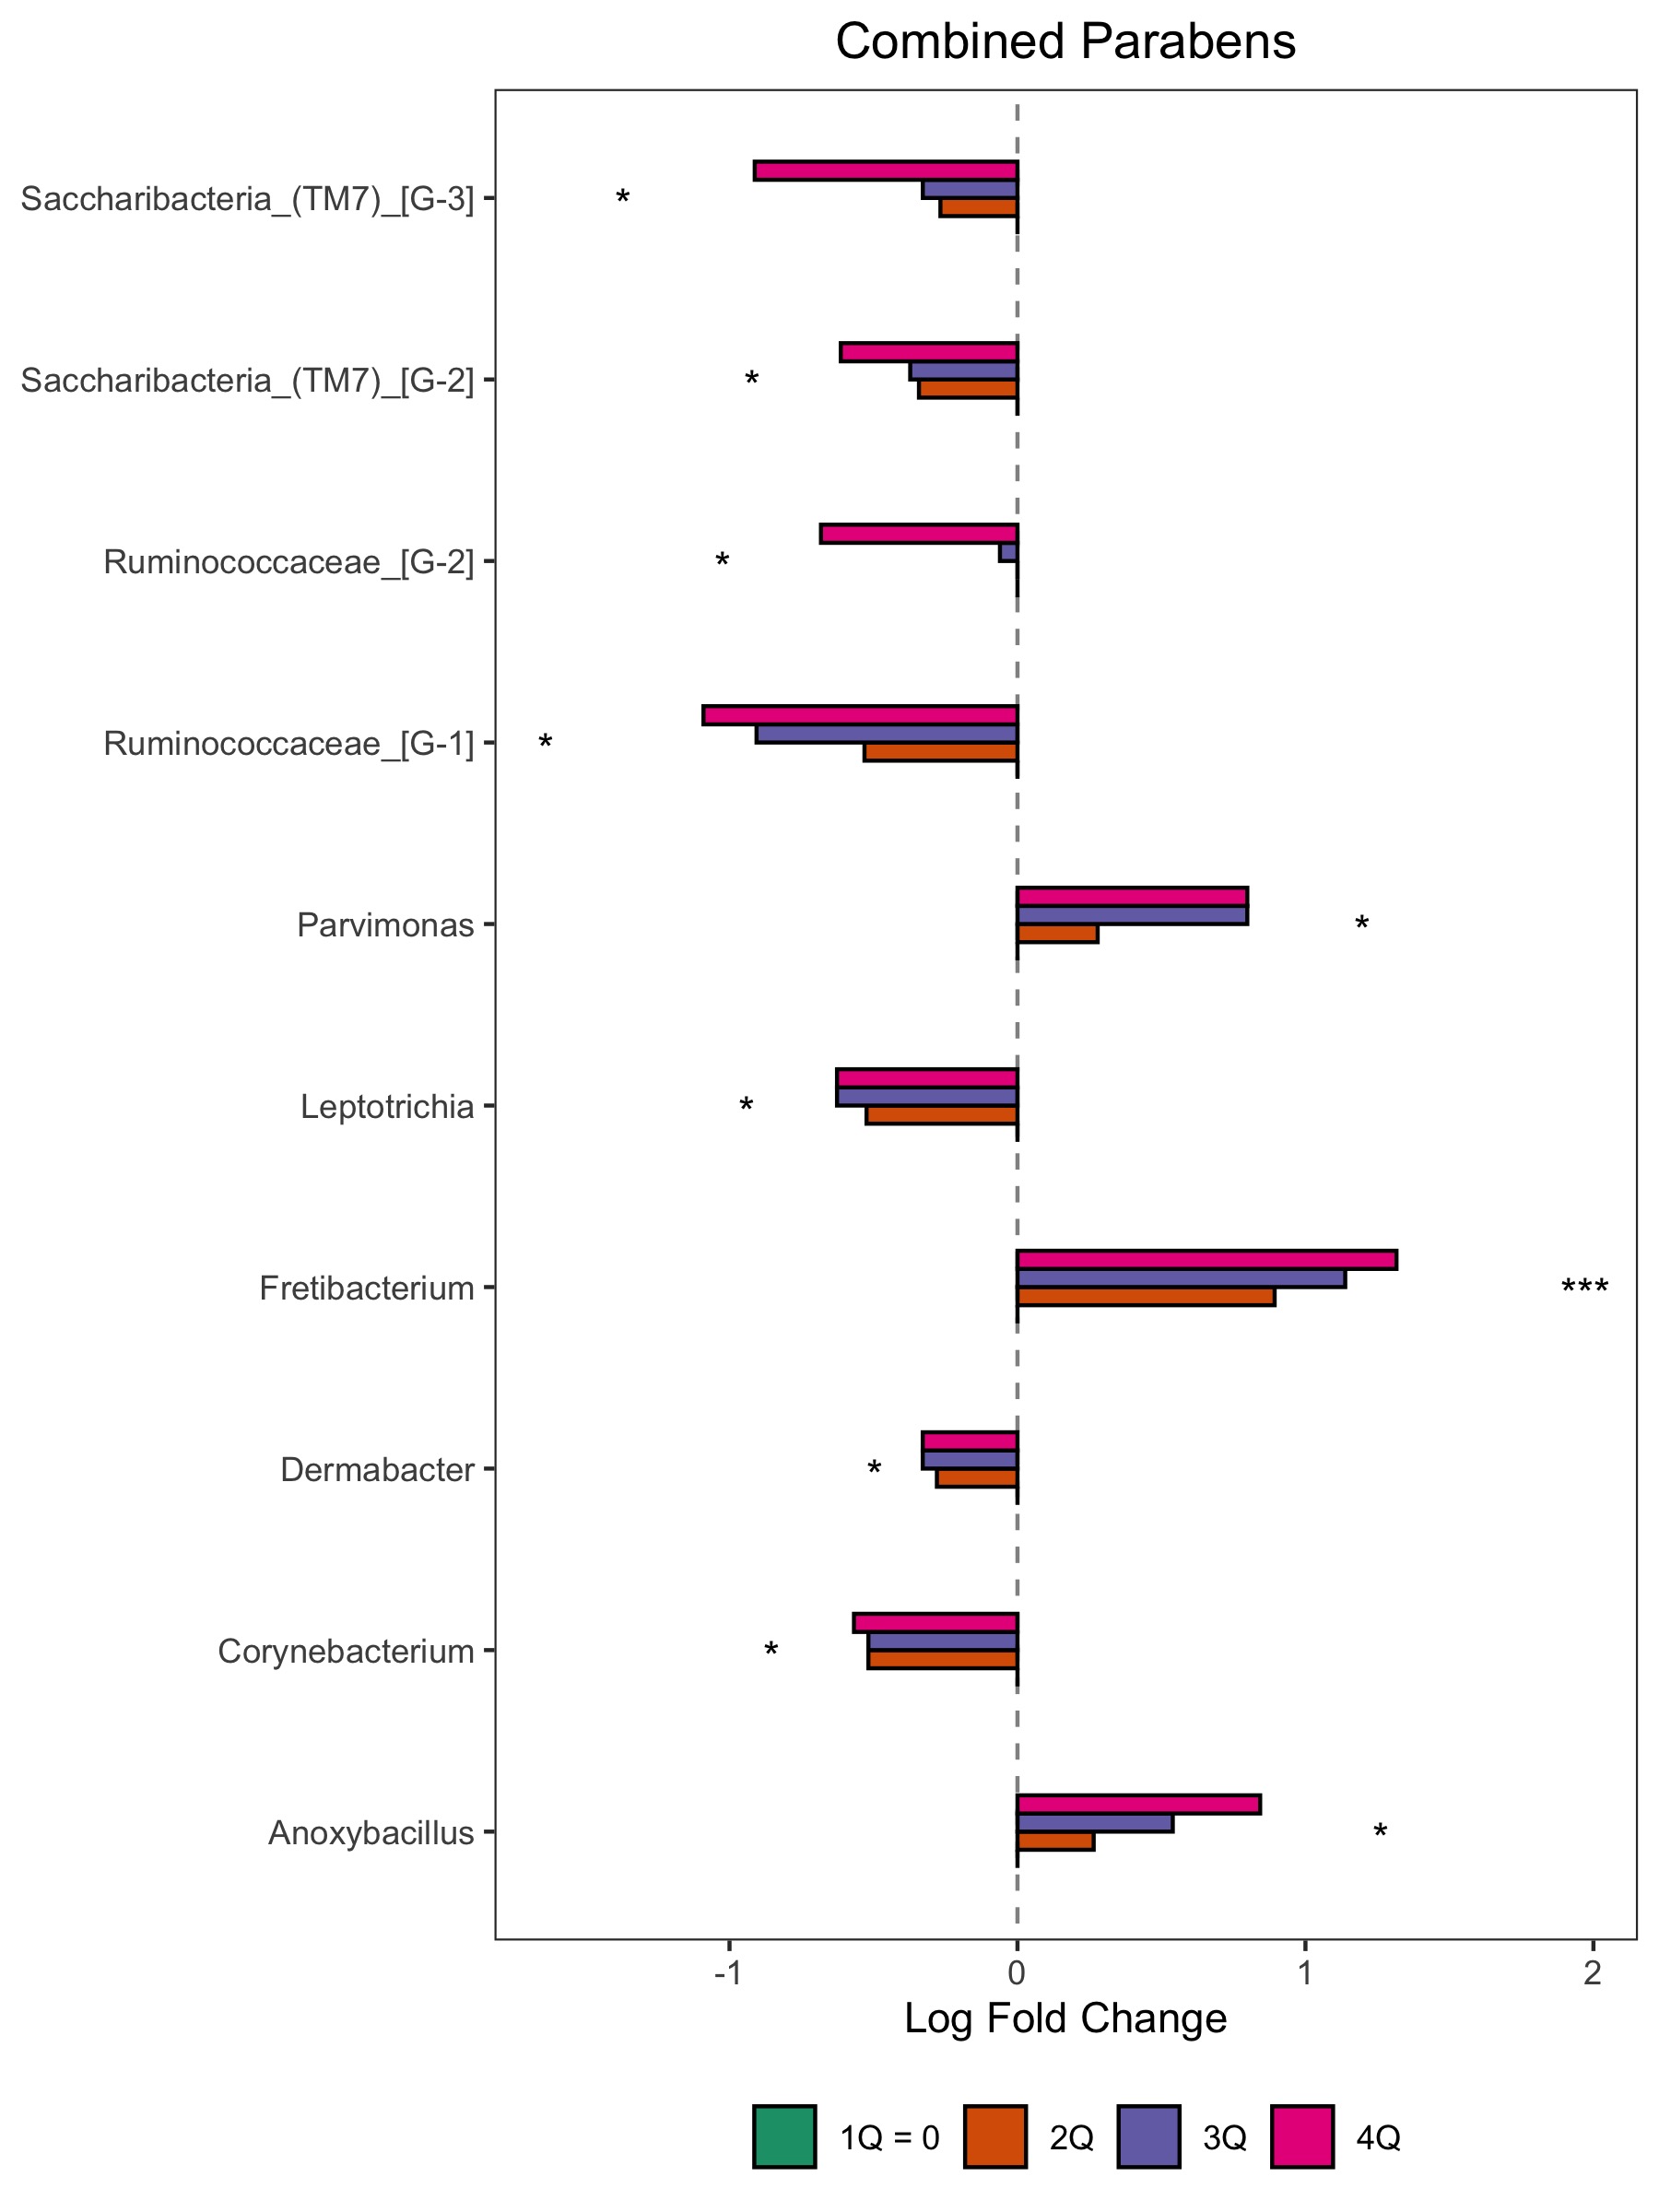 Combined Parabens
Saccharibacteria_(TM7)_[G-3]
*
Saccharibacteria_(TM7)_[G-2]
*
Ruminococcaceae_[G-2]
*
Ruminococcaceae_[G-1]
*
Parvimonas
*
Leptotrichia
*
Fretibacterium
***
Dermabacter
*
Corynebacterium
*
Anoxybacillus
*
-1 0 1 2
Log Fold Change
1Q = 0 2Q 3Q 4Q